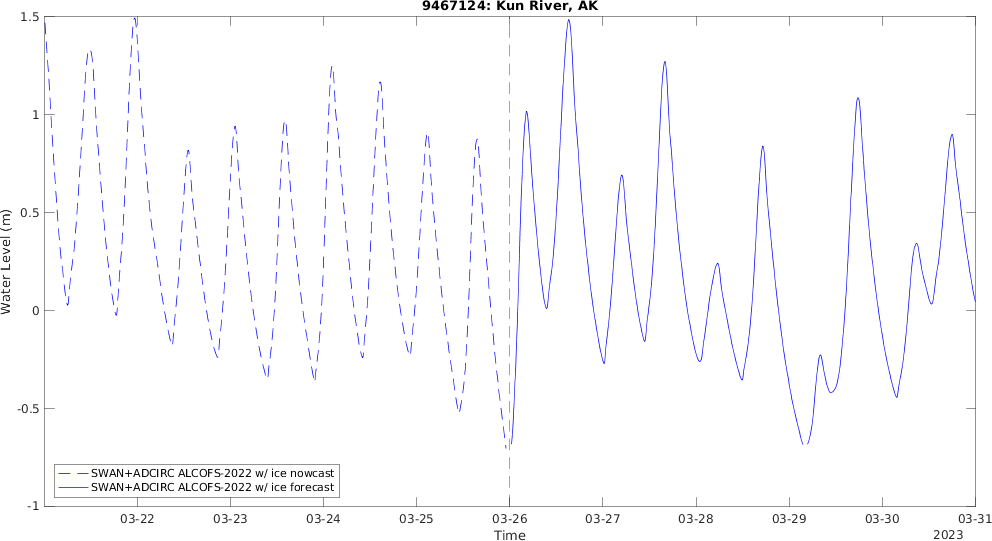 9467124: Kun River, AK
1.5
1
0.5
0
-0.5
-1
Water Level (m)
SWAN+ADCIRC ALCOFS-2022 w/ ice nowcast
SWAN+ADCIRC ALCOFS-2022 w/ ice forecast
03-22 03-23 03-24 03-25 03-26 03-27 03-28 03-29 03-30 03-31
Time
2023